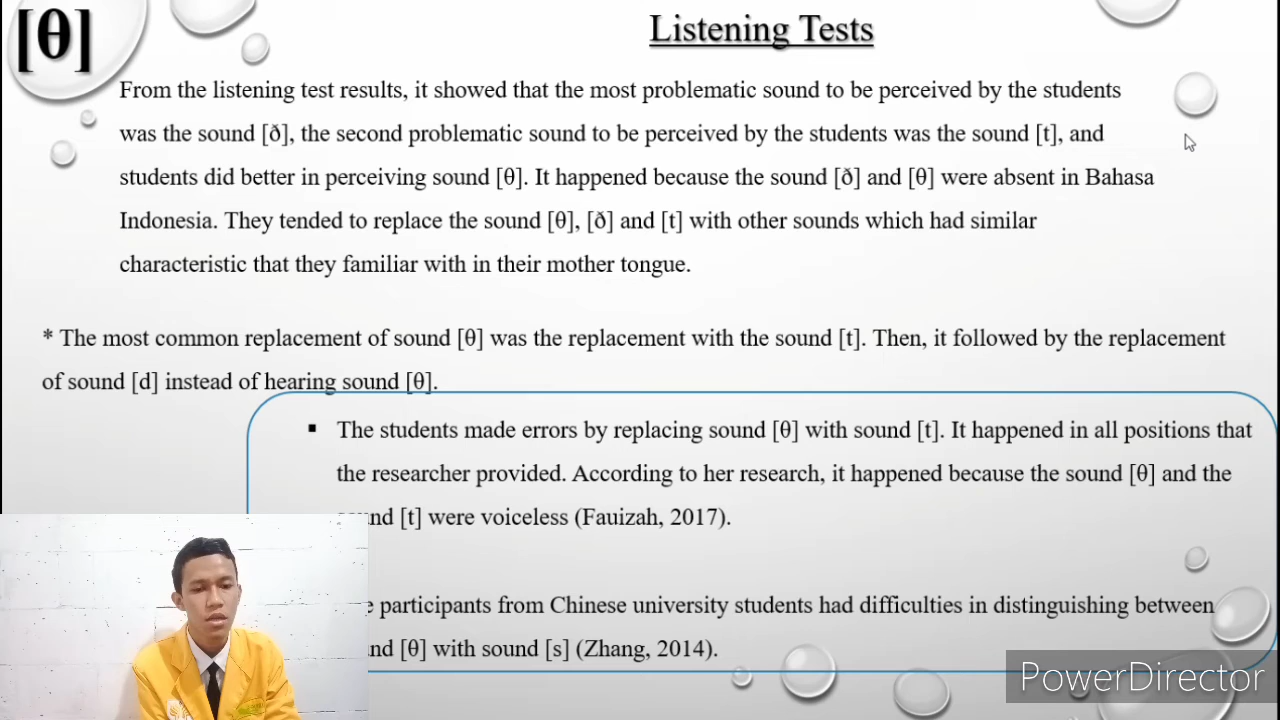 [θ]
Listening Tests
From the listening test results, it showed that the most problematic sound to be perceived by the students
was the sound [ð], the second problematic sound to be perceived by the students was the sound [t], and
students did better in perceiving sound [θ]. It happened because the sound [ð] and [θ] were absent in Bahasa
Indonesia. They tended to replace the sound [θ], [ð] and [t] with other sounds which had similar
characteristic that they familiar with in their mother tongue.
* The most common replacement of sound [θ] was the replacement with the sound [t]. Then, it followed by the replacement
of sound [d] instead of hearing sound [θ].
▪ The students made errors by replacing sound [θ] with sound [t]. It happened in all positions that
the researcher provided. According to her research, it happened because the sound [θ] and the
[t] were voiceless (Fauizah, 2017).
participants from Chinese university students had difficulties in distinguishing between
[θ] with sound [s] (Zhang, 2014).
PowerDirector